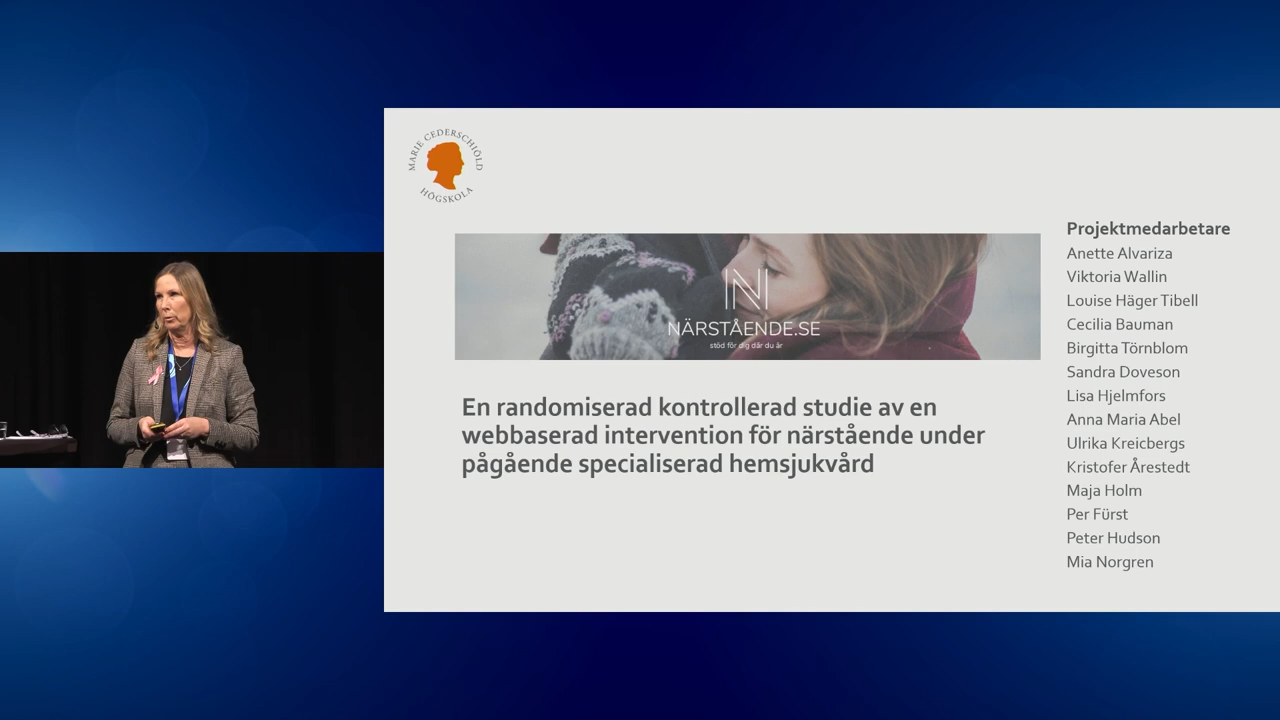 MARIE CEDERSCHIÖLD
HÖGSKOLA
NÄRSTÅENDE.SE
stöd för dig där du är
En randomiserad kontrollerad studie av en
webbaserad intervention för närstående under
pågående specialiserad hemsjukvård
Projektmedarbetare
Anette Alvariza
Viktoria Wallin
Louise Häger Tibell
Cecilia Bauman
Birgitta Törnblom
Sandra Doveson
Lisa Hjelmfors
Anna Maria Abel
Ulrika Kreicbergs
Kristofer Årestedt
Maja Holm
Per Fürst
Peter Hudson
Mia Norgren